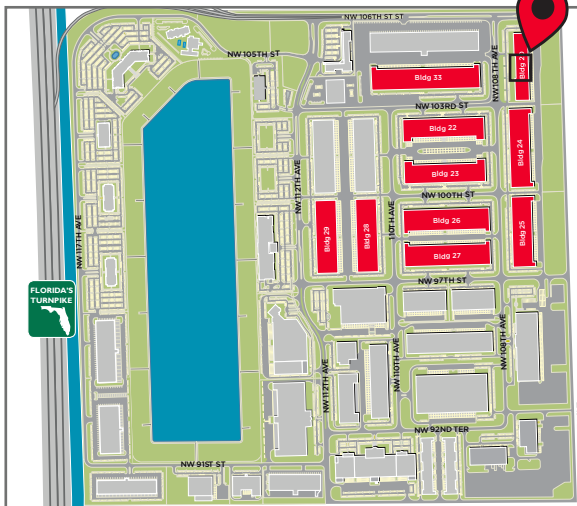 NW 106TH ST ST
NW 105TH ST
NW 108TH AVE
Bldg 33
NW 103RD ST
Bldg 22
Bldg 24
Bldg 23
NW 112TH AVE
NW 100TH ST
110TH AVE
Bldg 29
Bldg 28
Bldg 26
Bldg 25
Bldg 27
NW 117TH AVE
NW 97TH ST
FLORIDA'S
TURNPIKE
NW 112TH AVE
NW 110TH AVE
NW 108TH AVE
NW 92ND TER
NW 91ST ST